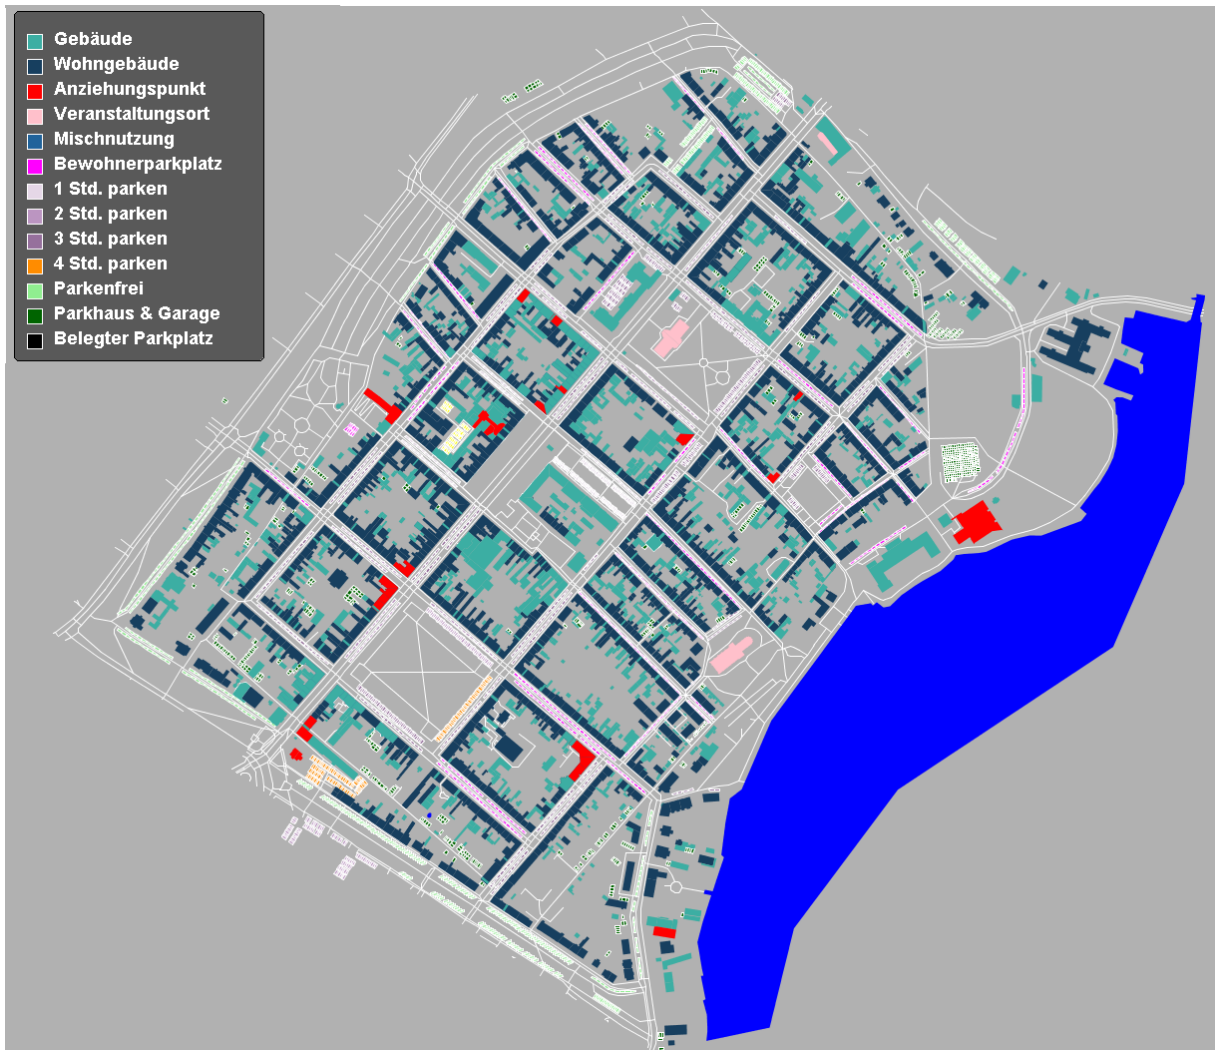 Gebäude
Wohngebäude
Anziehungspunkt
Veranstaltungsort
Mischnutzung
Bewohnerparkplatz
1 Std. parken
2 Std. parken
3 Std. parken
4 Std. parken
Parkenfrei
Parkhaus & Garage
Belegter Parkplatz